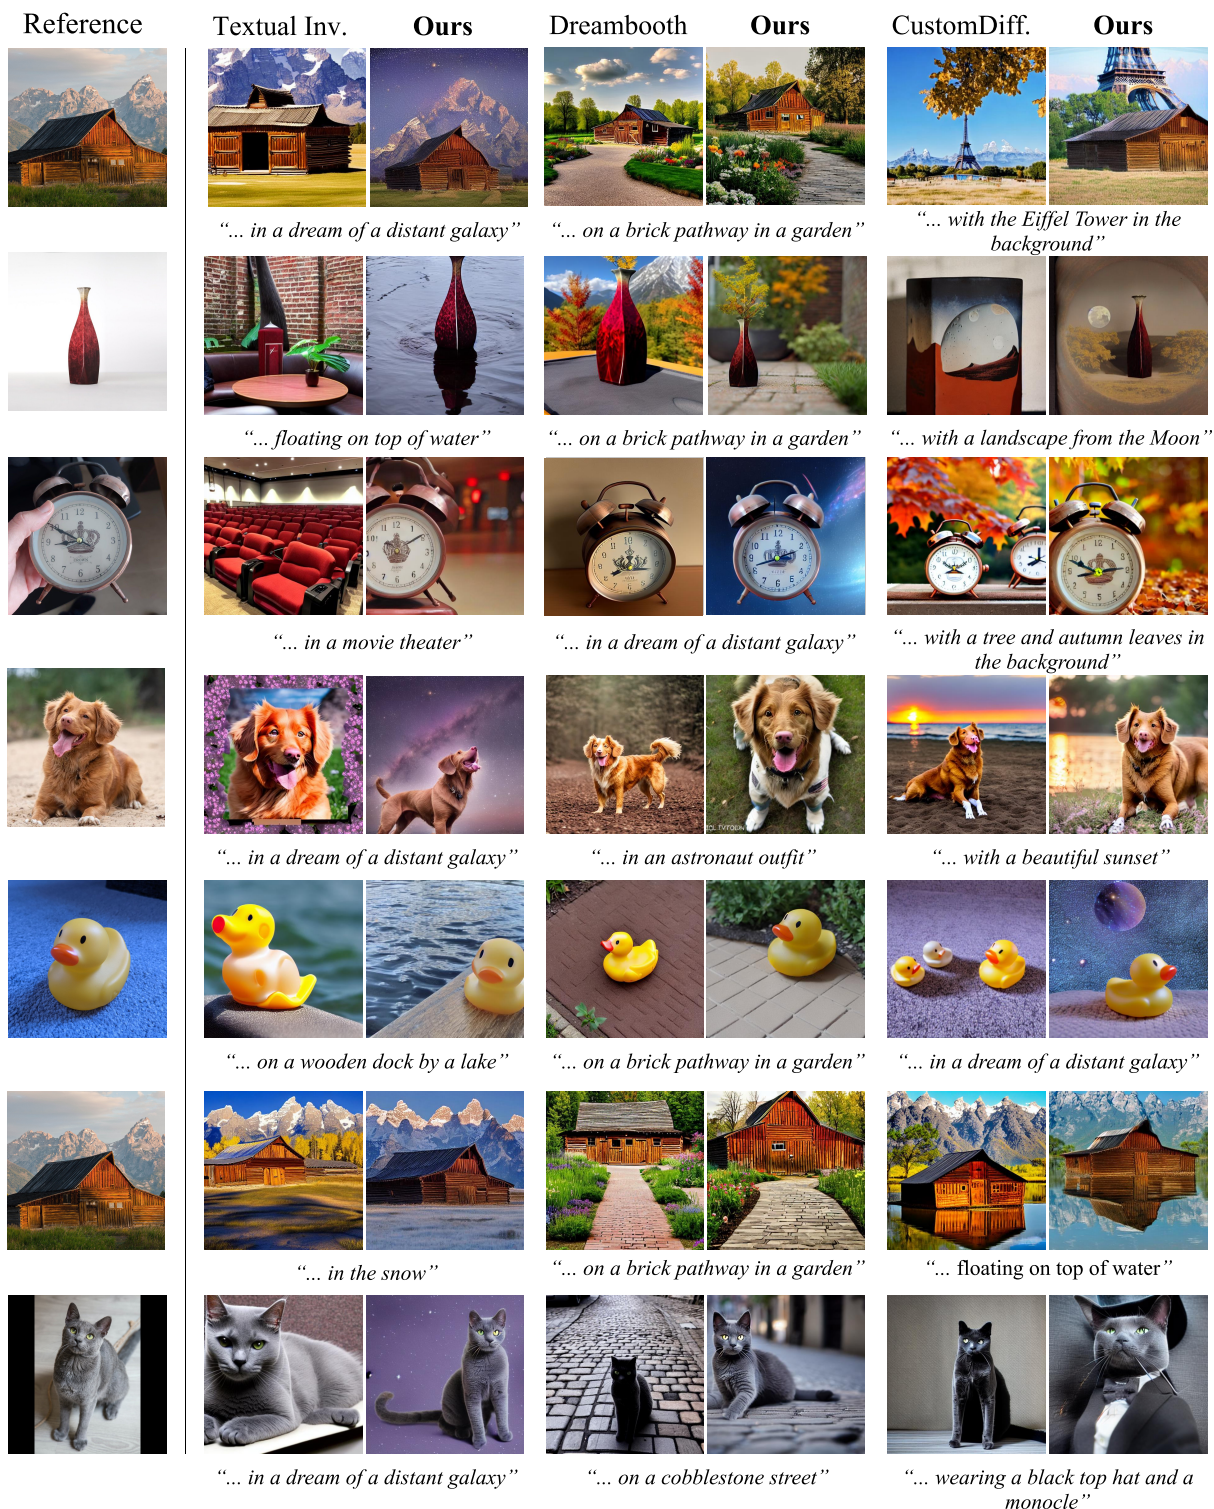 Reference Textual Inv. Ours Dreambooth Ours CustomDiff. Ours
“... in a dream of a distant galaxy” “... on a brick pathway in a garden” “... with the Eiffel Tower in the
background”
“... floating on top of water” “... on a brick pathway in a garden” “... with a landscape from the Moon”
“... in a movie theater” “... in a dream of a distant galaxy” “... with a tree and autumn leaves in
the background”
“... in a dream of a distant galaxy” “... in an astronaut outfit” “... with a beautiful sunset”
“... on a wooden dock by a lake” “... on a brick pathway in a garden” “... in a dream of a distant galaxy”
“... in the snow” “... on a brick pathway in a garden” “... floating on top of water”
“... in a dream of a distant galaxy” “... on a cobblestone street” “... wearing a black top hat and a
monocle”